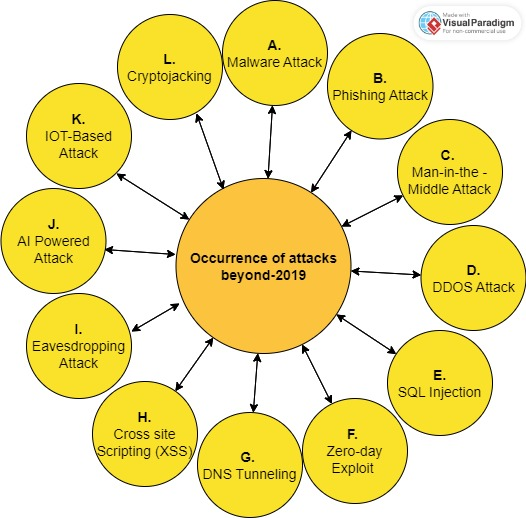 Made with
Visual Paradigm
For non-commercial use
A.
Malware Attack
B.
Phishing Attack
C.
Man-in-the -
Middle Attack
D.
DDOS Attack
E.
SQL Injection
F.
Zero-day
Exploit
G.
DNS Tunneling
H.
Cross site
Scripting (XSS)
I.
Eavesdropping
Attack
J.
AI Powered
Attack
K.
IOT-Based
Attack
L.
Cryptojacking
Occurrence of attacks
beyond-2019